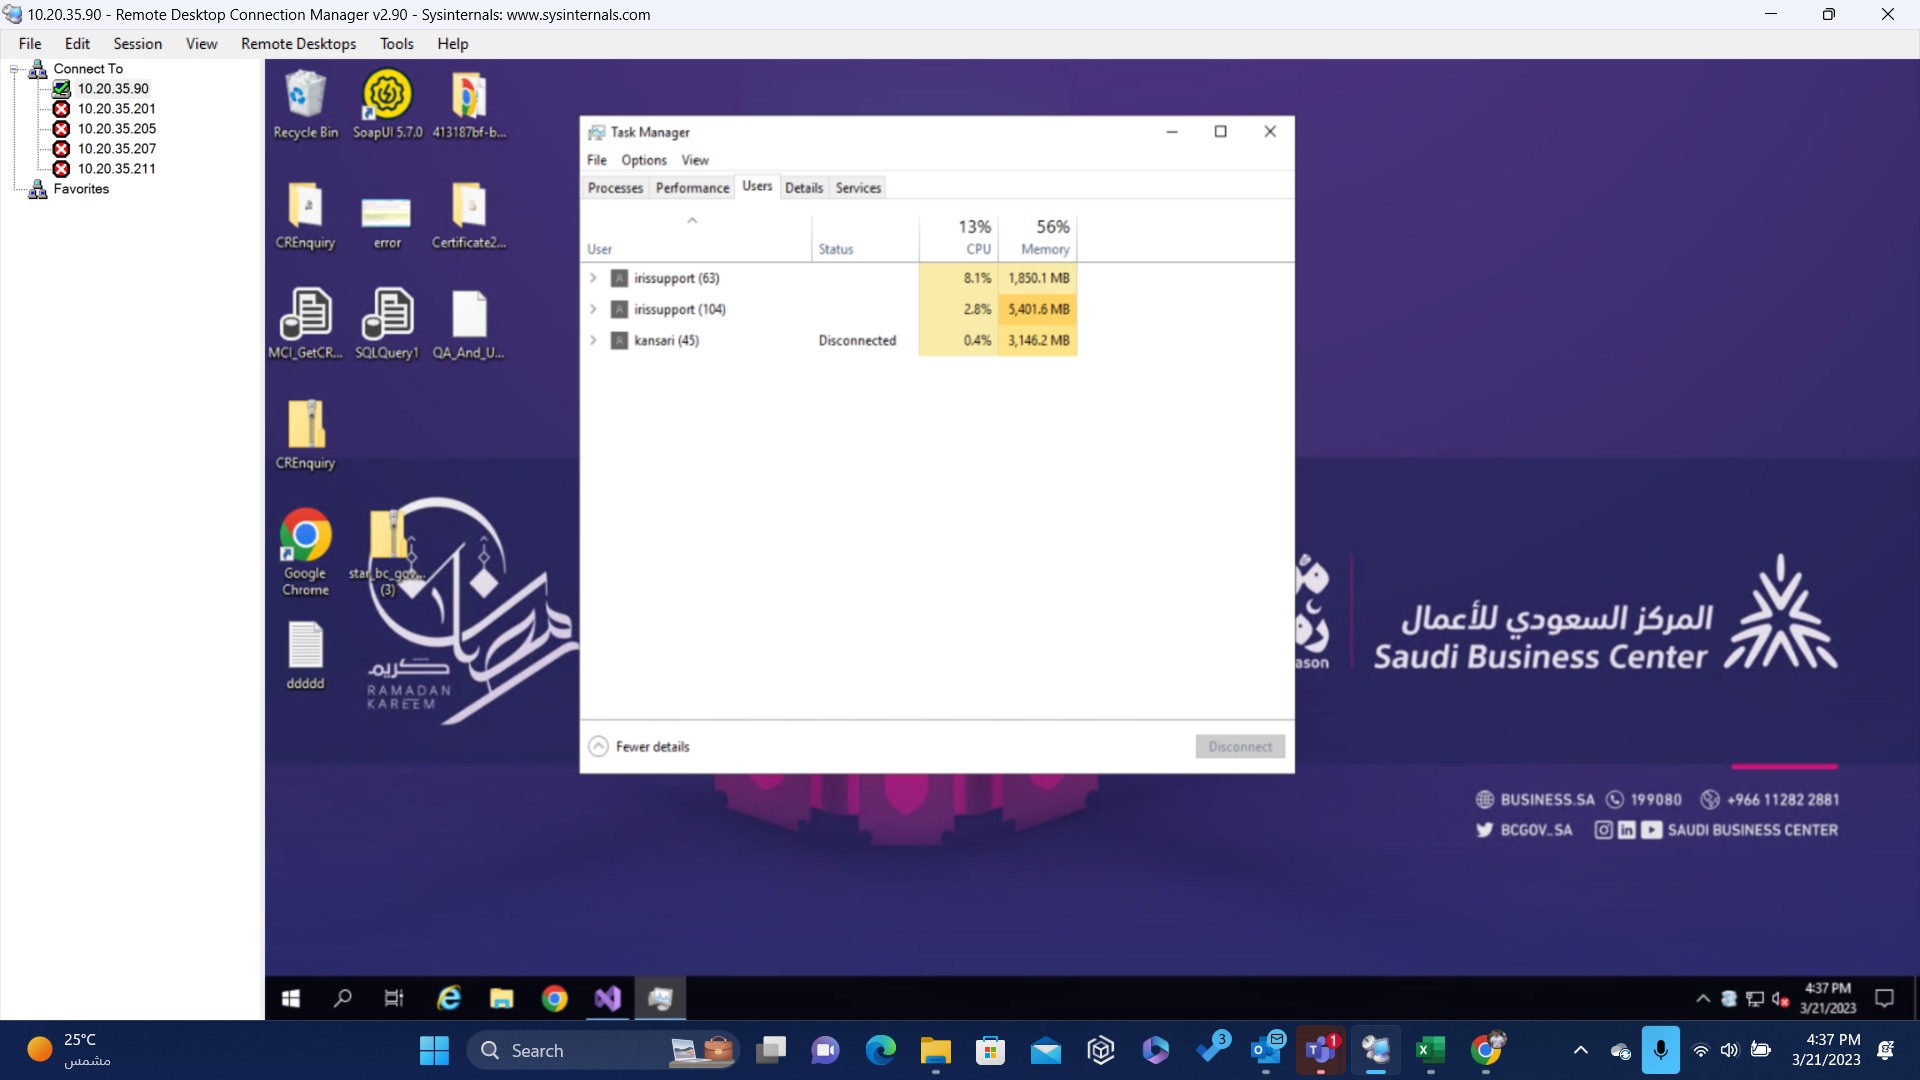 10.20.35.90 - Remote Desktop Connection Manager v2.90 - Sysinternals: www.sysinternals.com
File Edit Session View Remote Desktops Tools Help
Connect To
10.20.35.90
10.20.35.201
10.20.35.205
10.20.35.207
10.20.35.211
Favorites
Recycle Bin
SoapUI 5.7.0
413187bf-b...
CREnquiry
error
Certificate2...
MCI_GetCR...
SQLQuery1
QA_And_U...
CREnquiry
Google Chrome
star_bc_gov... (3)
ddddd
Task Manager
File Options View
Processes Performance Users Details Services
13% 56%
User Status CPU Memory
irissupport (63) 8.1% 1,850.1 MB
irissupport (104) 2.8% 5,401.6 MB
kansari (45) Disconnected 0.4% 3,146.2 MB
Fewer details Disconnect
رمضان
كريم
RAMADAN
KAREEM
ason
المركز السعودي للأعمال
Saudi Business Center
BUSINESS.SA 199080 +966 11282 2881
BCGOV_SA SAUDI BUSINESS CENTER
4:37 PM
3/21/2023
25°C
مشمس
Search
3
1
4:37 PM
3/21/2023